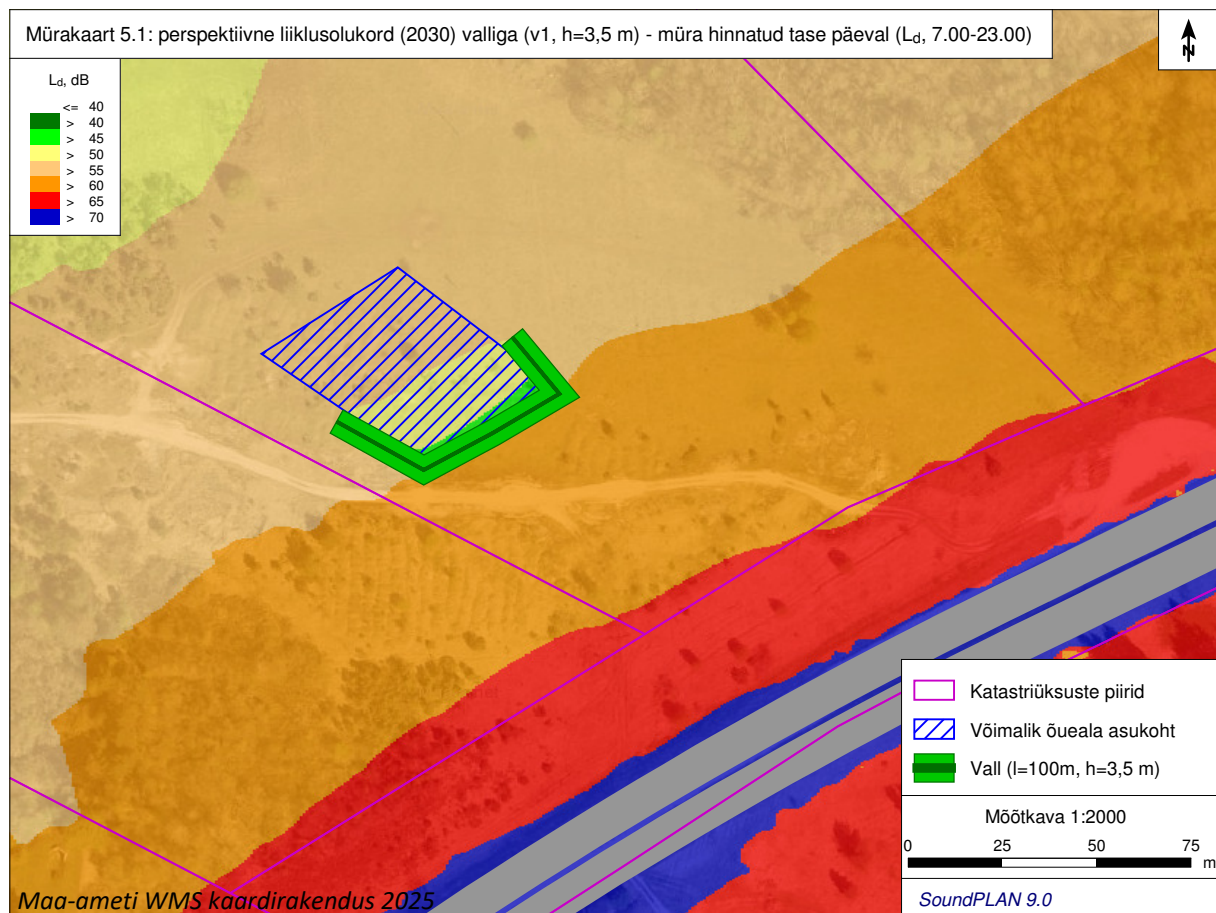 Mürakaart 5.1: perspektiivne liiklusolukord (2030) valliga (v1, h=3,5 m) - müra hinnatud tase päeval (Ld, 7.00-23.00)
N
Ld, dB
<= 40
> 40
> 45
> 50
> 55
> 60
> 65
> 70
Katastriüksuste piirid
Võimalik õueala asukoht
Vall (l=100m, h=3,5 m)
Mõõtkava 1:2000
0 25 50 75
m
SoundPLAN 9.0
Maa-ameti WMS kaardirakendus 2025